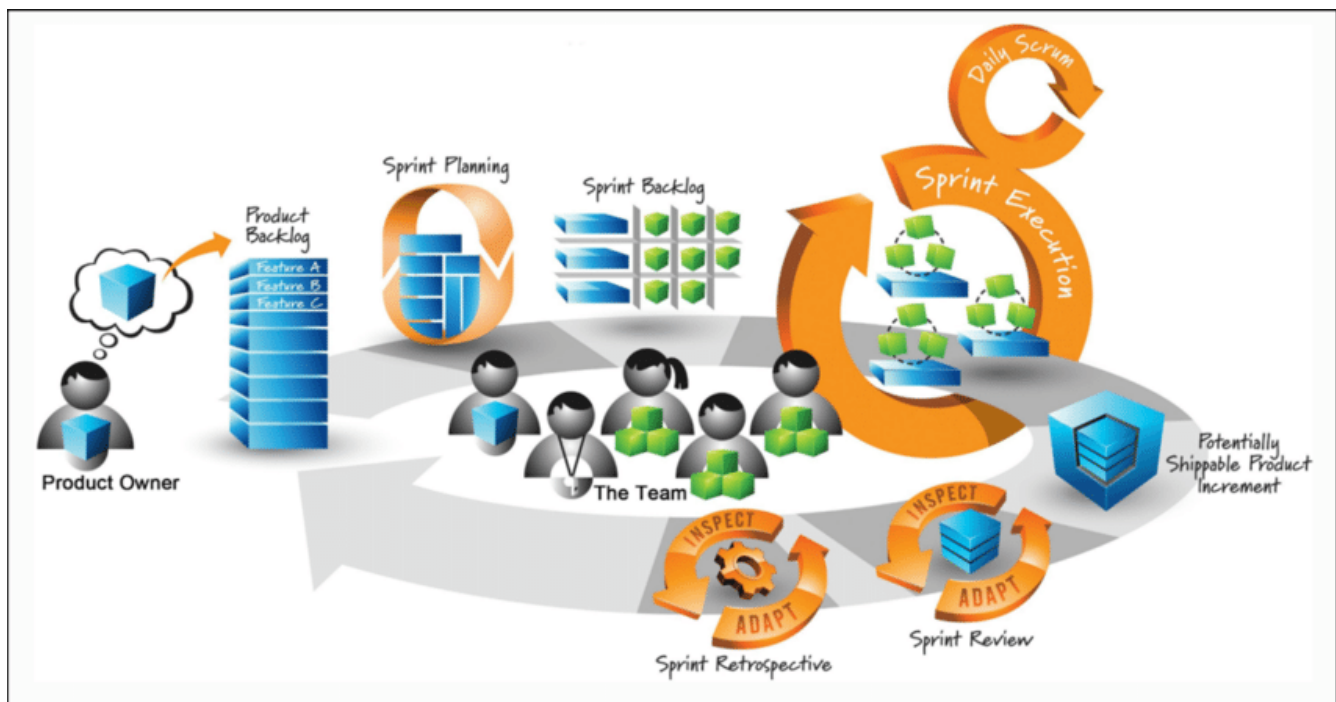 Daily Scrum
Sprint Planning
Sprint Backlog
Sprint Execution
Product
Backlog
Feature A
Feature B
Feature C
Product Owner
The Team
Potentially
Shippable Product
Increment
INSPECT
ADAPT
Sprint Review
INSPECT
ADAPT
Sprint Retrospective